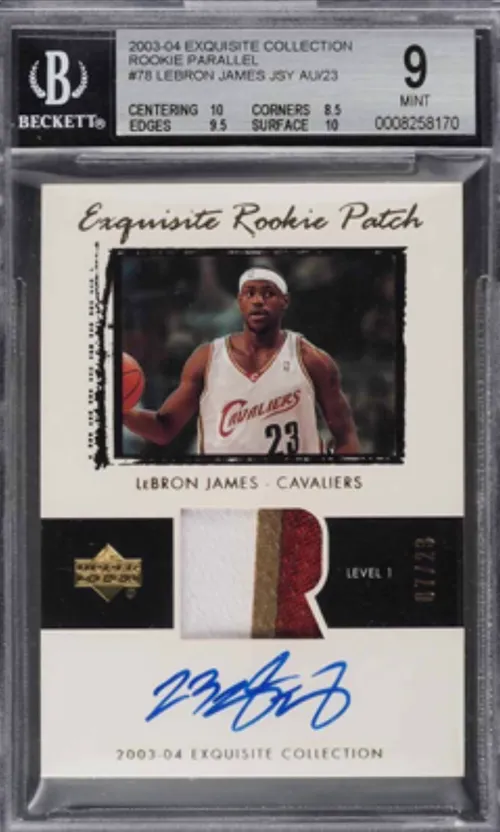 2003-04 EXQUISITE COLLECTION
ROOKIE PARALLEL
#78 LEBRON JAMES JSY AU/23
CENTERING 10 CORNERS 8.5
EDGES 9.5 SURFACE 10
9
MINT
0008258170
B
BECKETT®
Exquisite Rookie Patch
CAVALIERS
23
LEBRON JAMES - CAVALIERS
UPPER DECK
LEVEL 1
07/23
2003-04 EXQUISITE COLLECTION